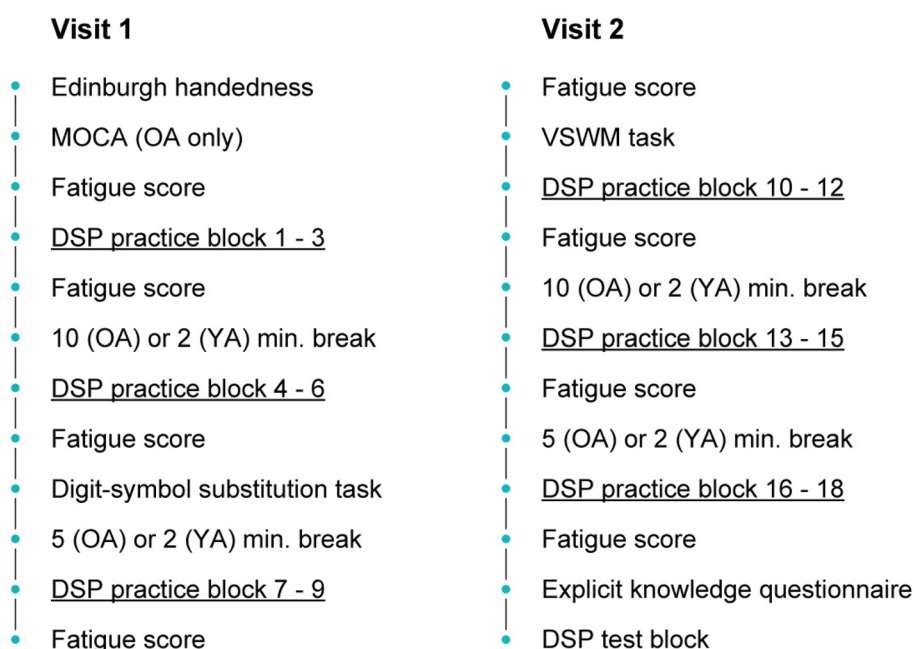 Visit 1
Edinburgh handedness
MOCA (OA only)
Fatigue score
DSP practice block 1 - 3
Fatigue score
10 (OA) or 2 (YA) min. break
DSP practice block 4 - 6
Fatigue score
Digit-symbol substitution task
5 (OA) or 2 (YA) min. break
DSP practice block 7 - 9
Fatigue score
Visit 2
Fatigue score
VSWM task
DSP practice block 10 - 12
Fatigue score
10 (OA) or 2 (YA) min. break
DSP practice block 13 - 15
Fatigue score
5 (OA) or 2 (YA) min. break
DSP practice block 16 - 18
Fatigue score
Explicit knowledge questionnaire
DSP test block